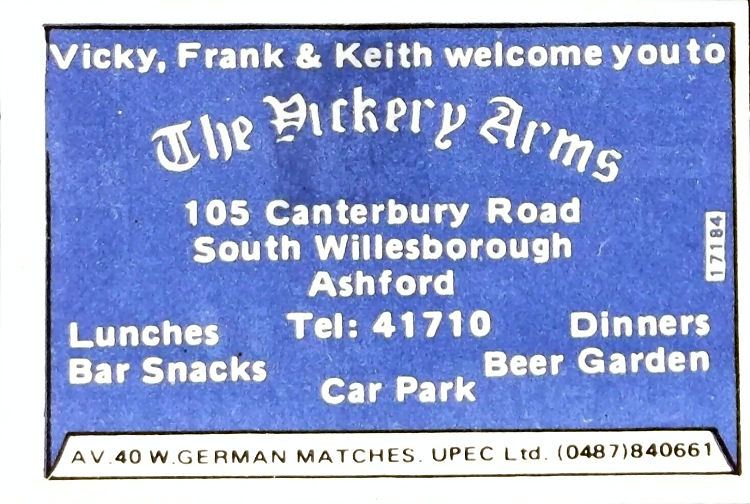 Vicky, Frank & Keith welcome you to
The Vickery Arms
105 Canterbury Road
South Willesborough
Ashford
Tel: 41710
Lunches
Bar Snacks
Dinners
Beer Garden
Car Park
17184
AV.40 W.GERMAN MATCHES. UPEC Ltd. (0487)840661